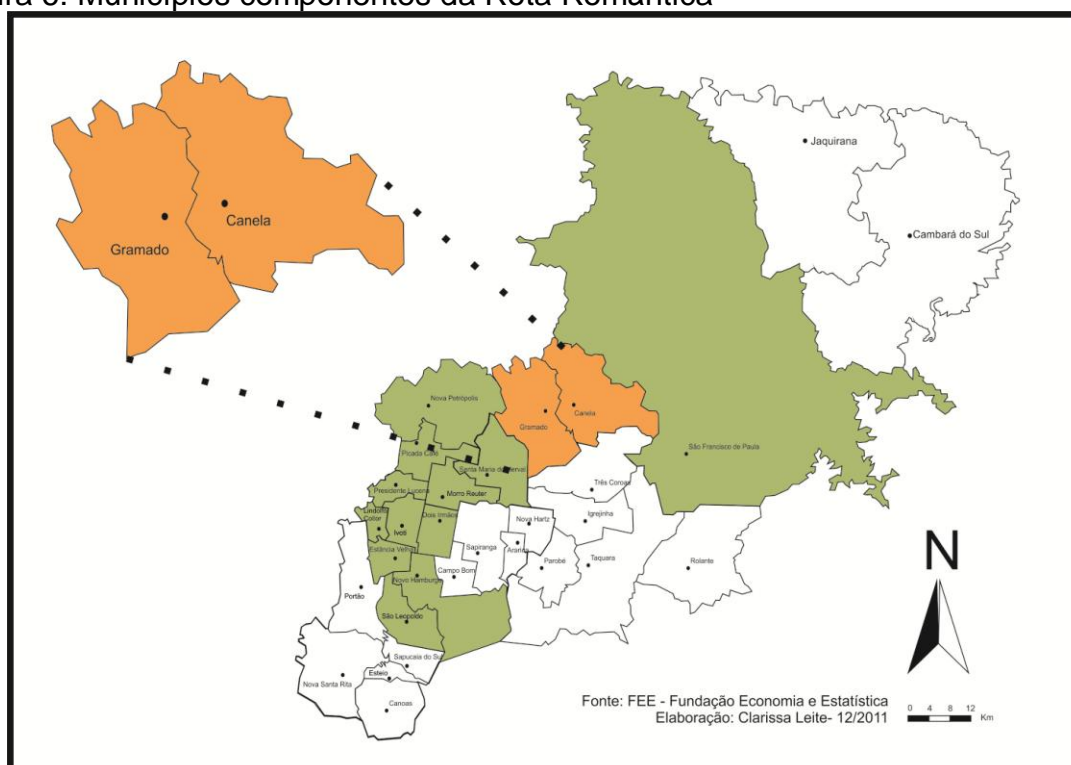 ra 6: Municípios componentes da Rota Romântica
Jaquirana
Cambará do Sul
Canela
Gramado
Nova Petrópolis
Canela
Gramado
Picada Café
São Francisco de Paula
Santa Maria do Herval
Três Coroas
Presidente Lucena
Morro Reuter
Lindolfo
Collor
Ivoti
Dois Irmãos
Nova Hartz
Igrejinha
Estância Velha
Sapiranga
Araricá
Parobé
Taquara
Rolante
Novo Hamburgo
Campo Bom
Portão
São Leopoldo
Sapucaia do Sul
Esteio
Nova Santa Rita
Canoas
N
Fonte: FEE - Fundação Economia e Estatística
Elaboração: Clarissa Leite- 12/2011
0 4 8 12
Km